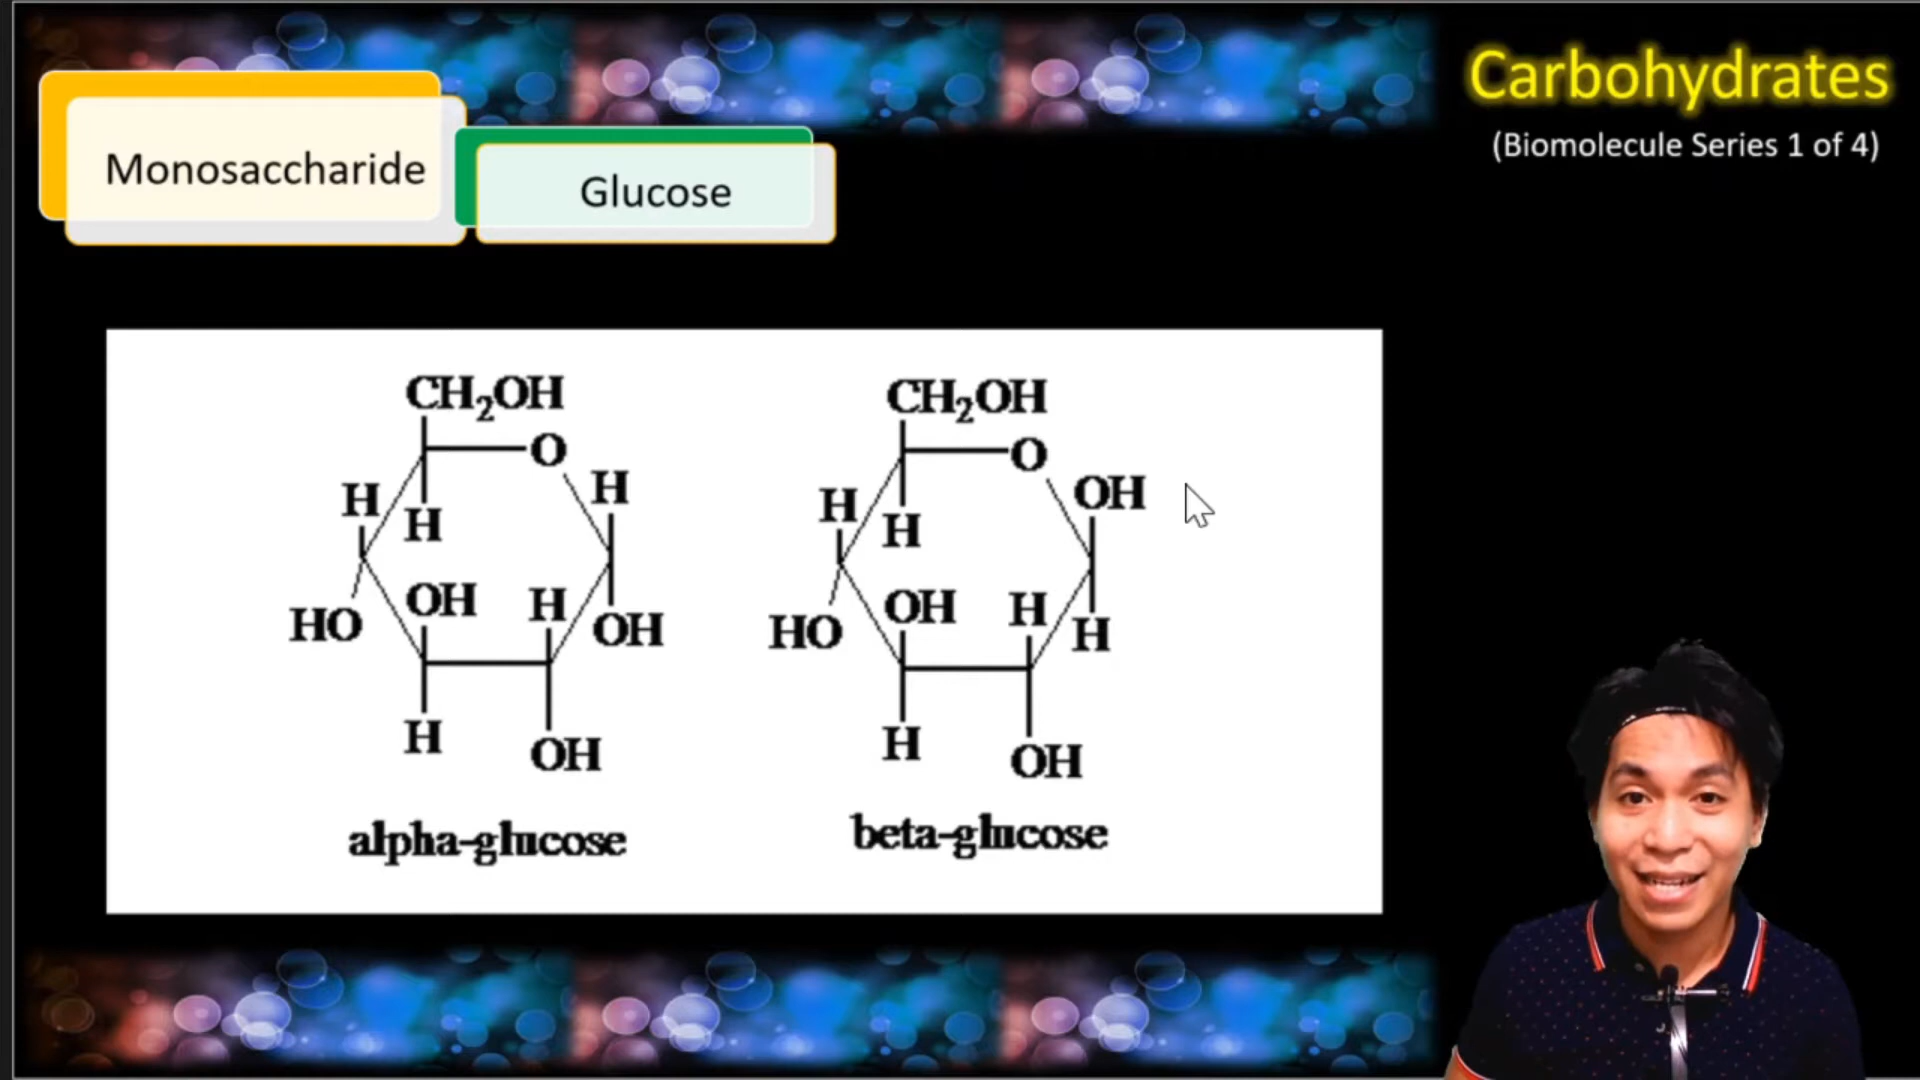 Carbohydrates
(Biomolecule Series 1 of 4)
Monosaccharide
Glucose
CH₂OH
O
H
H
H
OH
H
HO
OH
H
OH
alpha-glucose
CH₂OH
O
OH
H
H
OH
H
HO
H
H
OH
beta-glucose